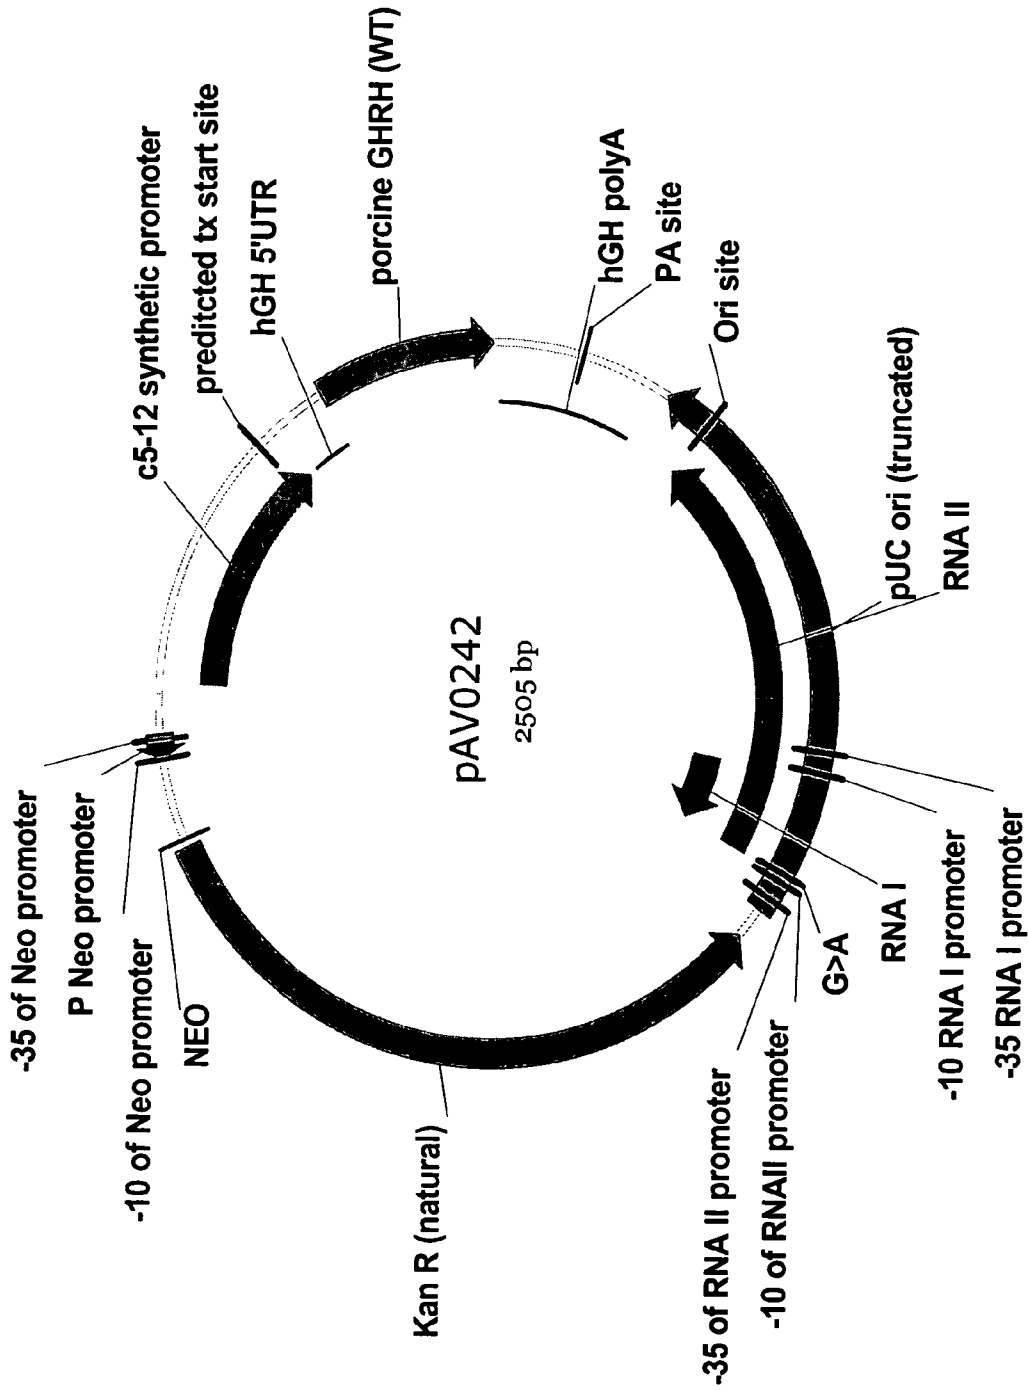 -35 of Neo promoter
P Neo promoter
-10 of Neo promoter
NEO
Kan R (natural)
-35 of RNA II promoter
-10 of RNAII promoter
G>A
RNA I
-10 RNA I promoter
-35 RNA I promoter
pAV0242
2505 bp
c5-12 synthetic promoter
prediтcted tx start site
hGH 5'UTR
porcine GHRH (WT)
hGH polyA
PA site
Ori site
pUC ori (truncated)
RNA II